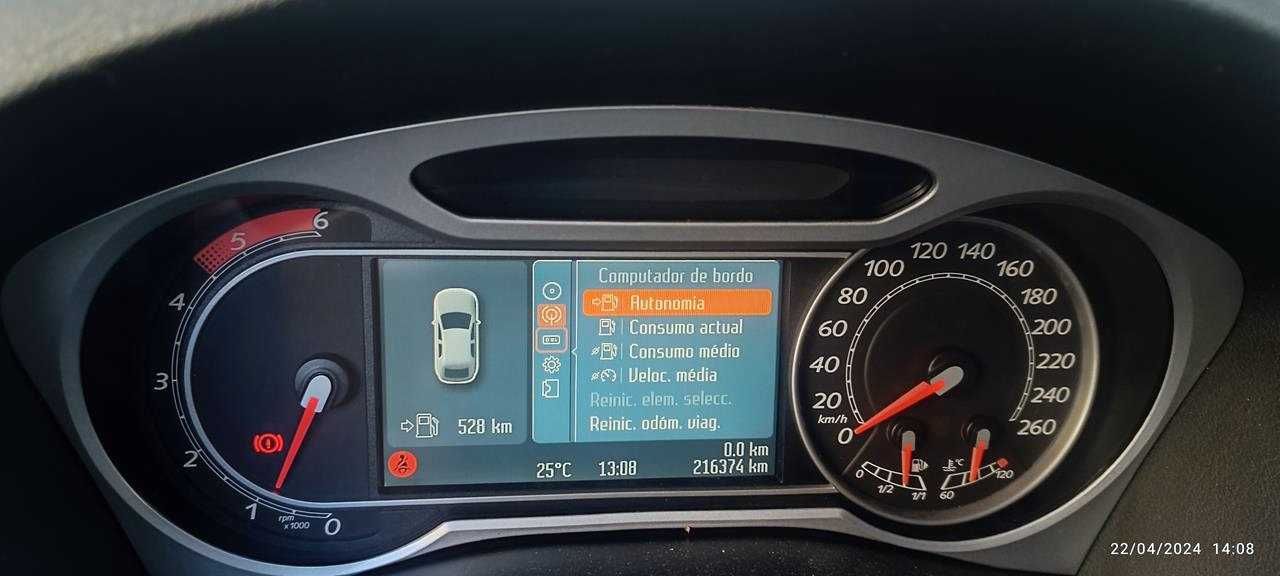 6
5
4
3
2
1
0
rpm
x1000
528 km
Computador de bordo
Autonomia
Consumo actual
Consumo médio
Veloc. média
Reinic. elem. selecc.
Reinic. odóm. viag.
0.0 km
25°C 13:08 216374 km
0
20
40
60
80
100
120
140
160
180
200
220
240
260
km/h
0 1/2 1/1
°C
60 120
22/04/2024 14:08